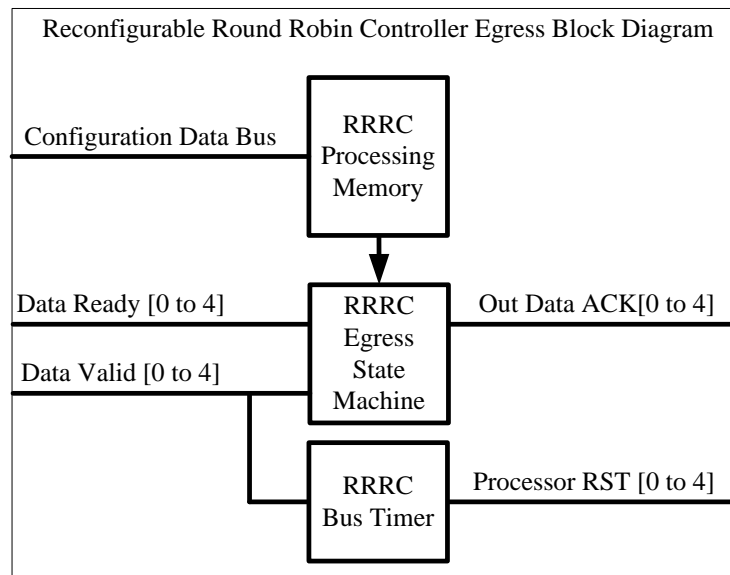 Reconfigurable Round Robin Controller Egress Block Diagram
Configuration Data Bus
RRRC
Processing
Memory
Data Ready [0 to 4]
RRRC
Egress
State
Machine
Out Data ACK[0 to 4]
Data Valid [0 to 4]
RRRC
Bus Timer
Processor RST [0 to 4]